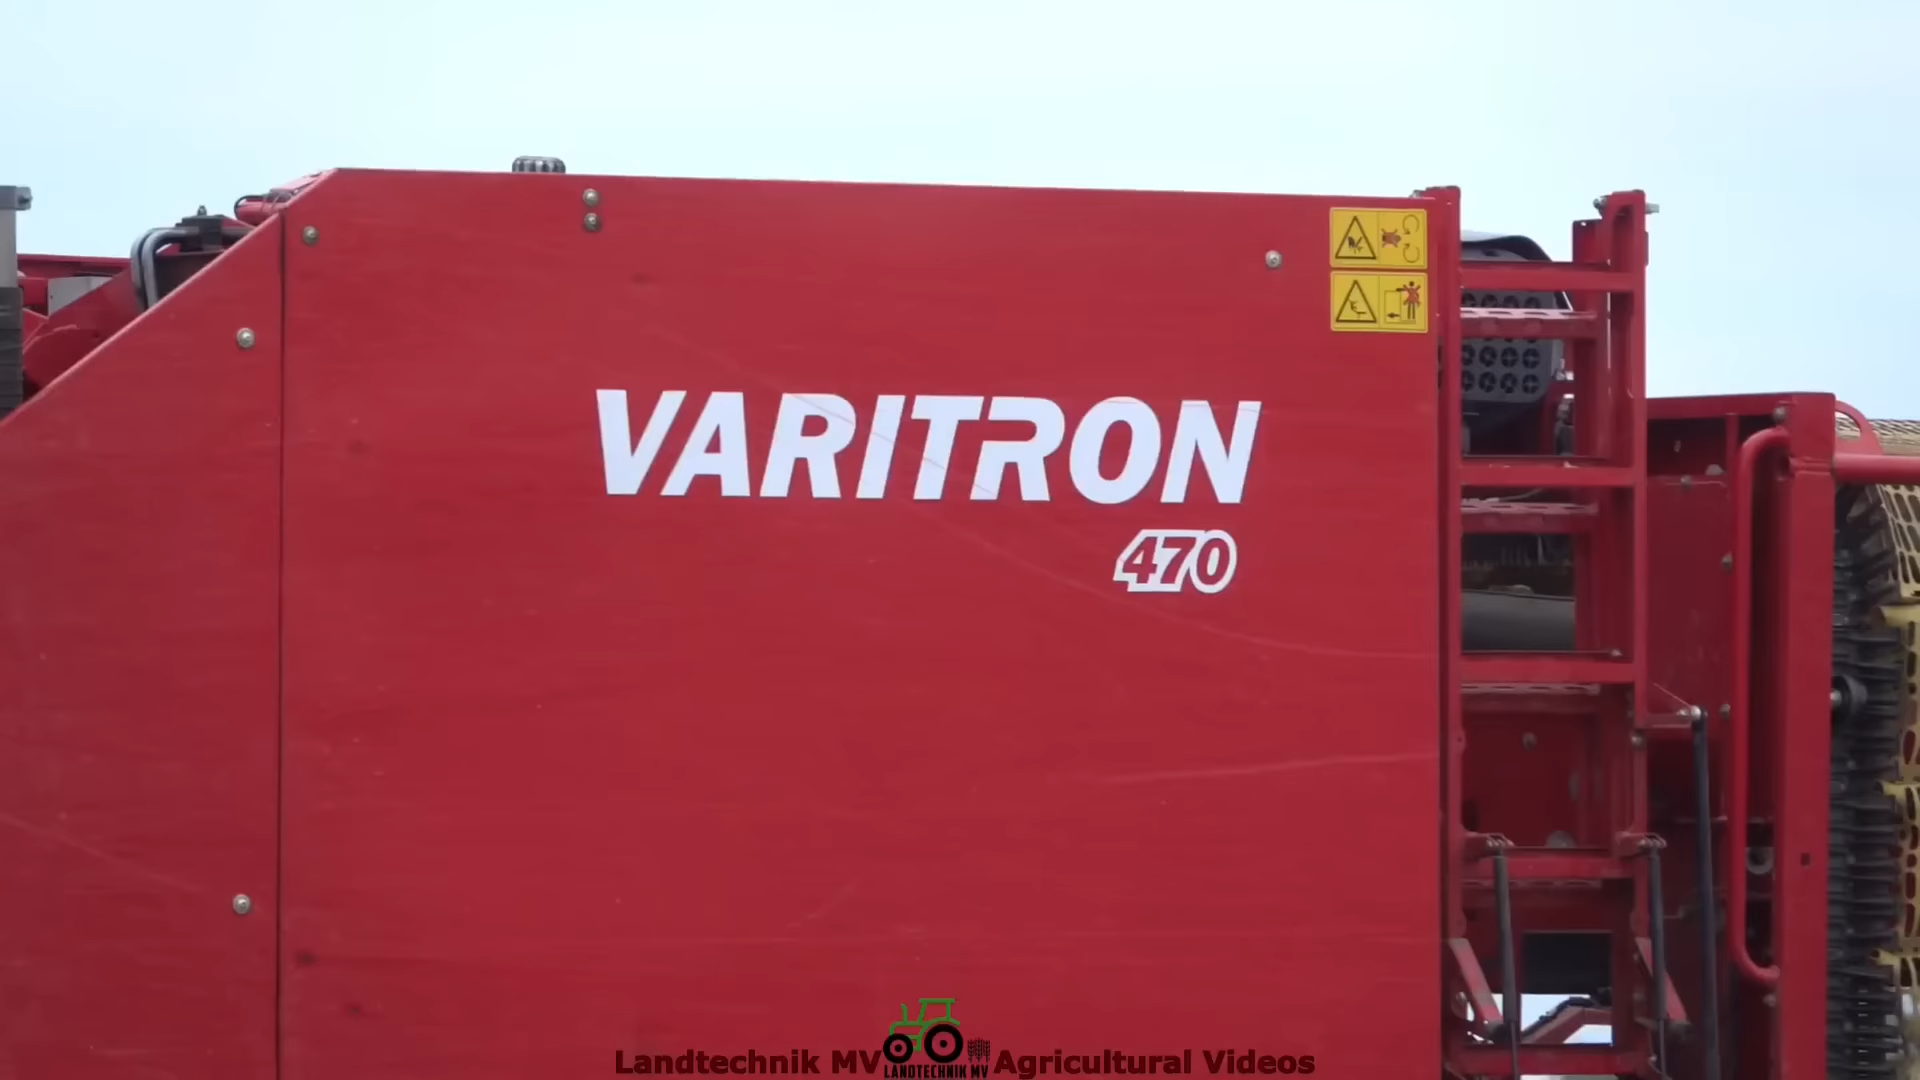 VARITRON
470
Landtechnik MV Agricultural Videos
LANDTECHNIK MV